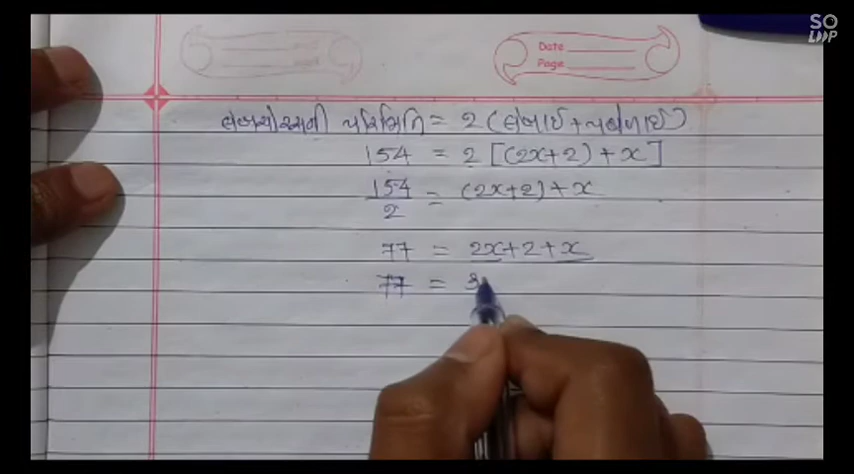 SO
LOOP
Date
Page
લંબચોરસની પરિમિતિ = 2 (લંબાઈ + પહોળાઈ)
154 = 2 [(2x+2) + x]
154/2 = (2x+2) + x
77 = 2x+2+x
77 = 3